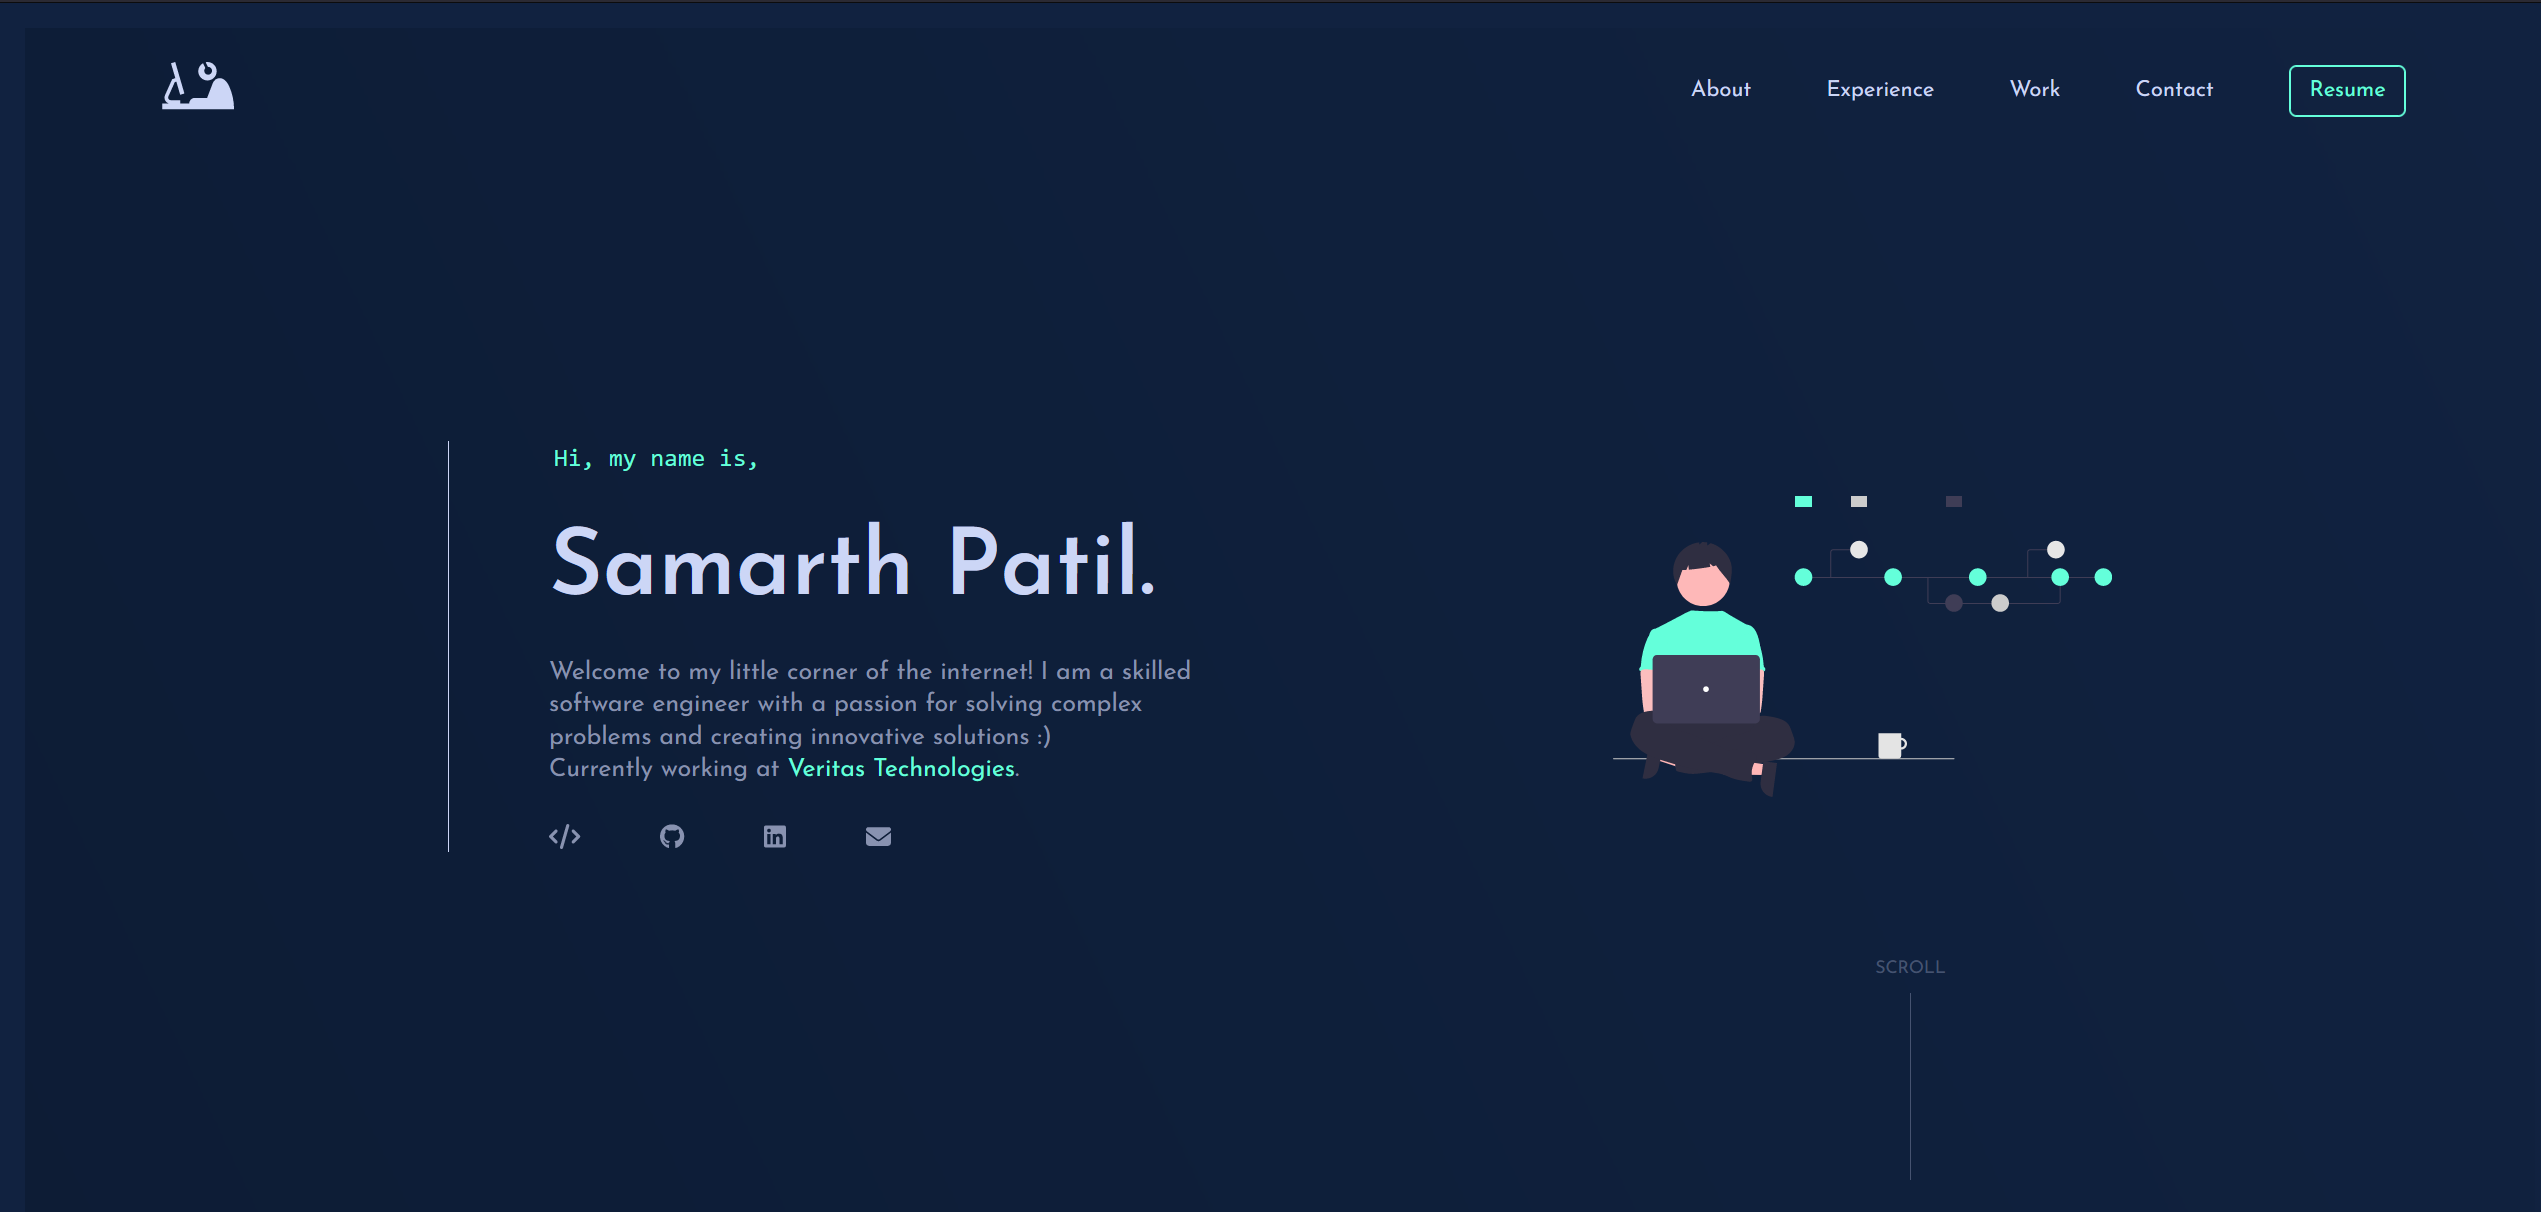 About
Experience
Work
Contact
Resume
Hi, my name is,
Samarth Patil.
Welcome to my little corner of the internet! I am a skilled
software engineer with a passion for solving complex
problems and creating innovative solutions :)
Currently working at Veritas Technologies.
SCROLL